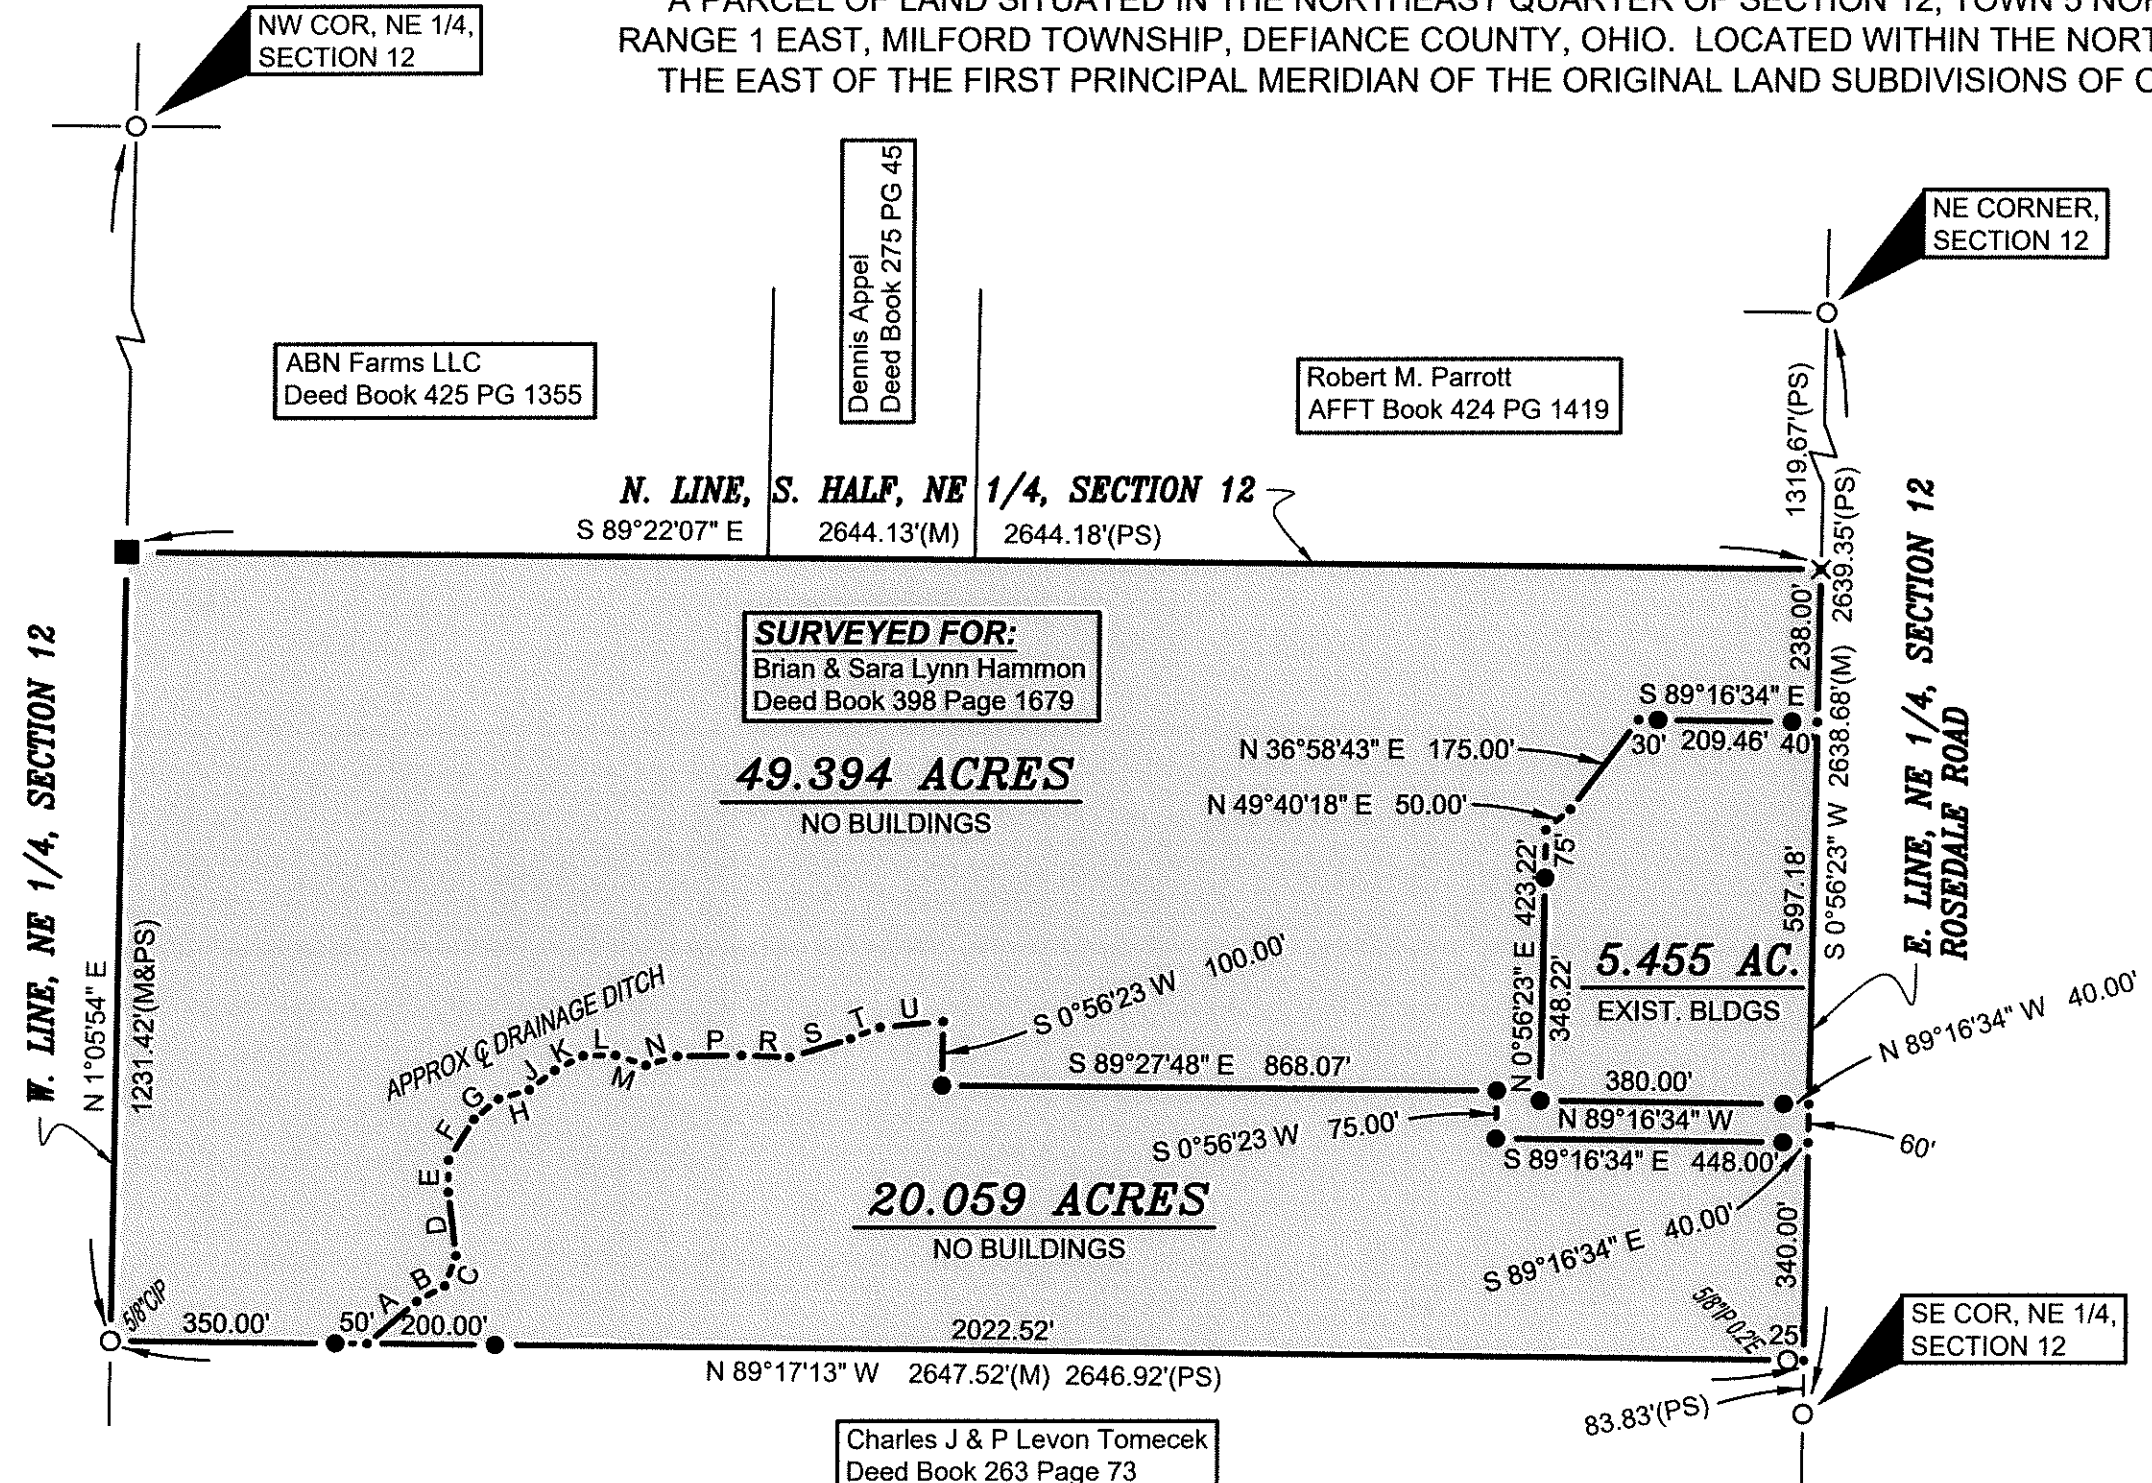 A PARCEL OF LAND SITUATED IN THE NORTHEAST QUARTER OF SECTION 12, TOWN 5 NOR
RANGE 1 EAST, MILFORD TOWNSHIP, DEFIANCE COUNTY, OHIO. LOCATED WITHIN THE NORT
THE EAST OF THE FIRST PRINCIPAL MERIDIAN OF THE ORIGINAL LAND SUBDIVISIONS OF O
NW COR, NE 1/4,
SECTION 12
NE CORNER,
SECTION 12
Dennis Appel
Deed Book 275 PG 45
ABN Farms LLC
Deed Book 425 PG 1355
Robert M. Parrott
AFFT Book 424 PG 1419
1319.67'(PS)
N. LINE, S. HALF, NE 1/4, SECTION 12
S 89°22'07" E 2644.13'(M) 2644.18'(PS)
S 0°56'23" W 2638.68'(M) 2639.35'(PS)
E. LINE, NE 1/4, SECTION 12
ROSEDALE ROAD
W. LINE, NE 1/4, SECTION 12
N 1°05'54" E
1231.42'(M&PS)
SURVEYED FOR:
Brian & Sara Lynn Hammon
Deed Book 398 Page 1679
49.394 ACRES
NO BUILDINGS
238.00'
S 89°16'34" E
30' 209.46' 40'
N 36°58'43" E 175.00'
N 49°40'18" E 50.00'
75'
N 0°56'23" E 423.22'
348.22'
597.18'
5.455 AC.
EXIST. BLDGS
N 89°16'34" W 40.00'
380.00'
N 89°16'34" W
60'
S 0°56'23 W 100.00'
S 89°27'48" E 868.07'
S 0°56'23 W 75.00'
S 89°16'34" E 448.00'
S 89°16'34" E 40.00'
340.00'
APPROX ℄ DRAINAGE DITCH
A
B
C
D
E
F
G
H
J
K
L
M
N
P
R
S
T
U
20.059 ACRES
NO BUILDINGS
5/8"CIP
350.00'
50'
200.00'
2022.52'
5/8"IP 0.2'E
25'
N 89°17'13" W 2647.52'(M) 2646.92'(PS)
SE COR, NE 1/4,
SECTION 12
83.83'(PS)
Charles J & P Levon Tomecek
Deed Book 263 Page 73